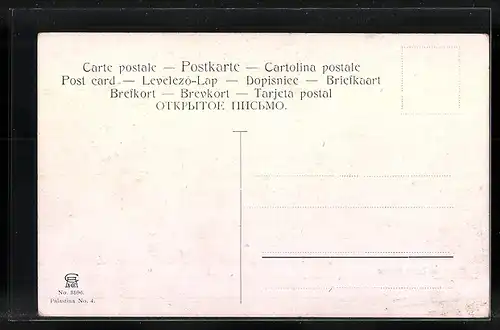 Carte postale — Postkarte — Cartolina postale
Post card — Levelező-Lap — Dopisnice — Briefkaart
Brefkort — Brevkort — Tarjeta postal
ОТКРЫТОЕ ПИСЬМО.
No. 8696.
Palästina No. 4.